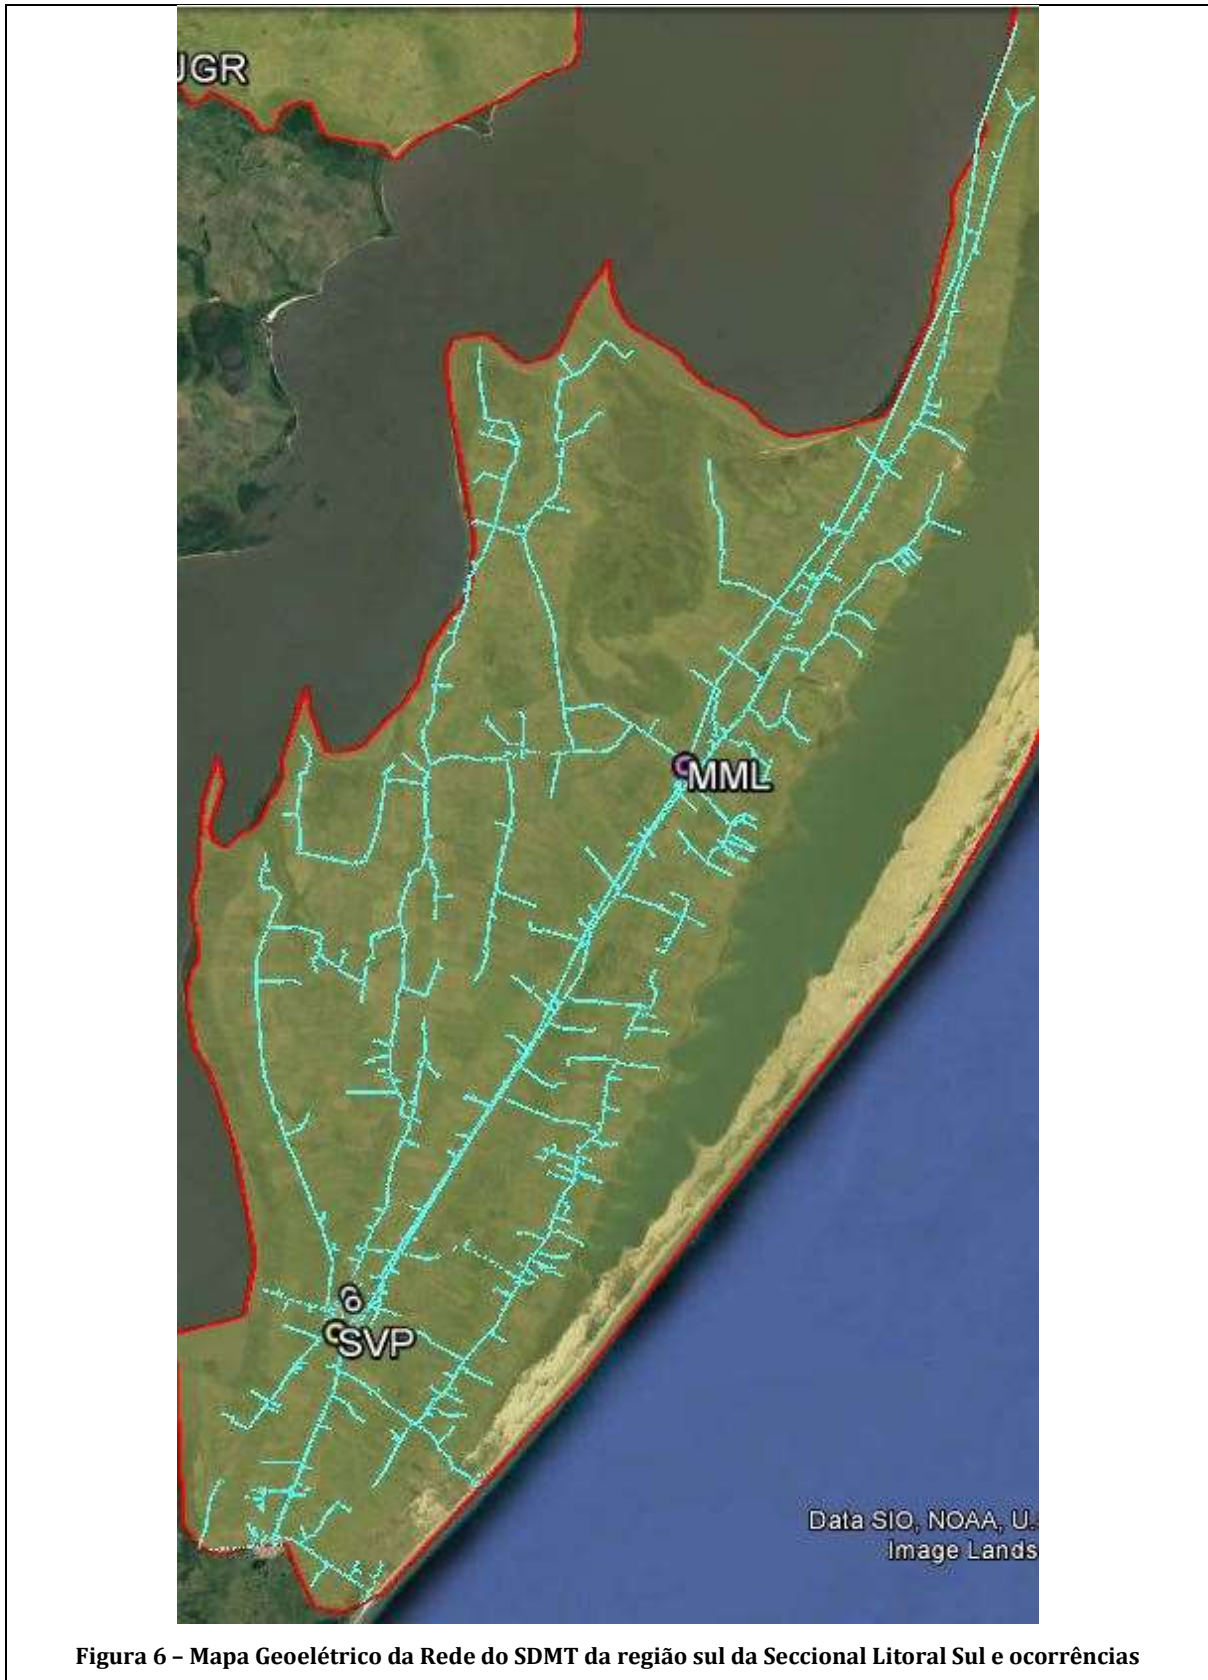 JGR
MML
SVP
Data SIO, NOAA, U.
Image Lands
Figura 6 – Mapa Geoelétrico da Rede do SDMT da região sul da Seccional Litoral Sul e ocorrências